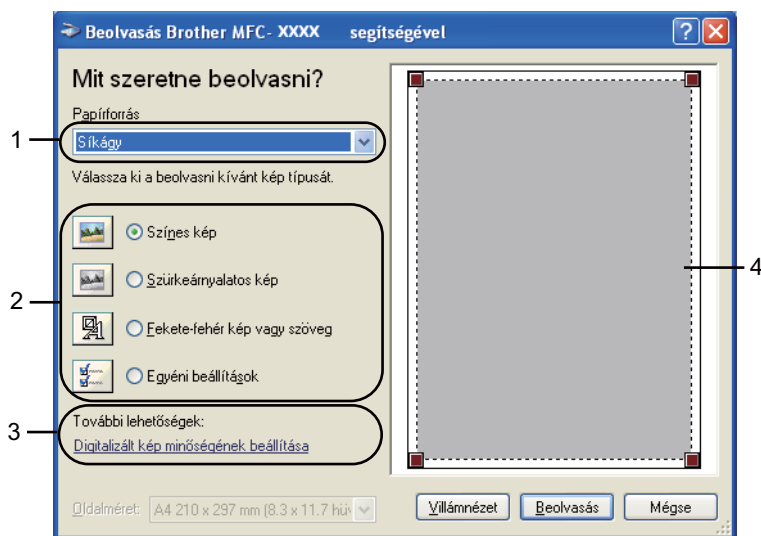 Beolvasás Brother MFC- XXXX segítségével
Mit szeretne beolvasni?
Papírforrás
1
Síkágy
Válassza ki a beolvasni kívánt kép típusát.
Színes kép
4
Szürkeárnyalatos kép
2
Fekete-fehér kép vagy szöveg
Egyéni beállítások
További lehetőségek:
3
Digitalizált kép minőségének beállítása
Oldalméret: A4 210 x 297 mm (8.3 x 11.7 hüv
Villámnézet Beolvasás Mégse